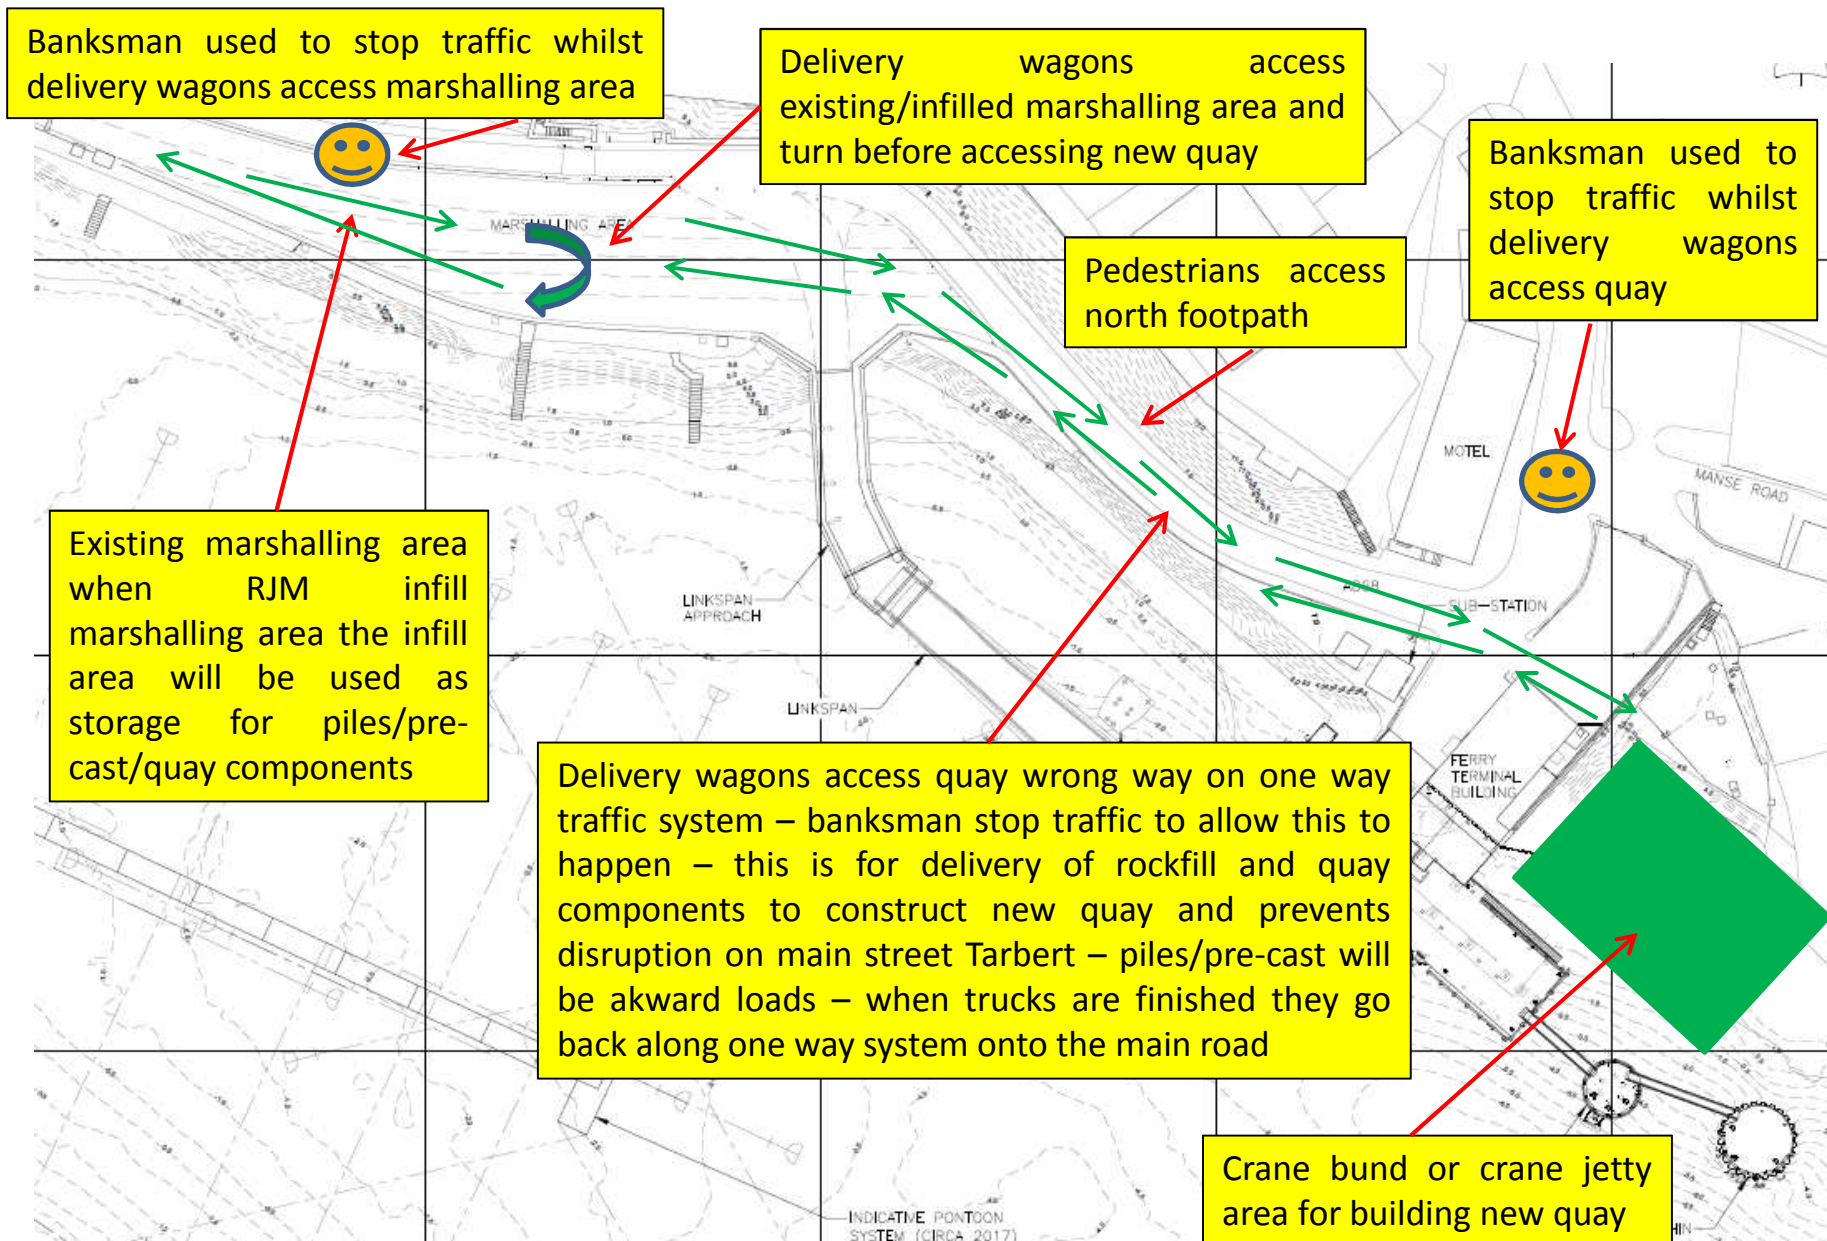 Banksman used to stop traffic whilst
delivery wagons access marshalling area
Delivery wagons access
existing/infilled marshalling area and
turn before accessing new quay
Banksman used to
stop traffic whilst
delivery wagons
access quay
MARSHALLING AREA
Pedestrians access
north footpath
MOTEL
MANSE ROAD
Existing marshalling area
when RJM infill
marshalling area the infill
area will be used as
storage for piles/pre-
cast/quay components
LINKSPAN
APPROACH
A868
SUB-STATION
LINKSPAN
FERRY
TERMINAL
BUILDING
Delivery wagons access quay wrong way on one way
traffic system – banksman stop traffic to allow this to
happen – this is for delivery of rockfill and quay
components to construct new quay and prevents
disruption on main street Tarbert – piles/pre-cast will
be akward loads – when trucks are finished they go
back along one way system onto the main road
Crane bund or crane jetty
area for building new quay
INDICATIVE PONTOON
SYSTEM (CIRCA 2017)